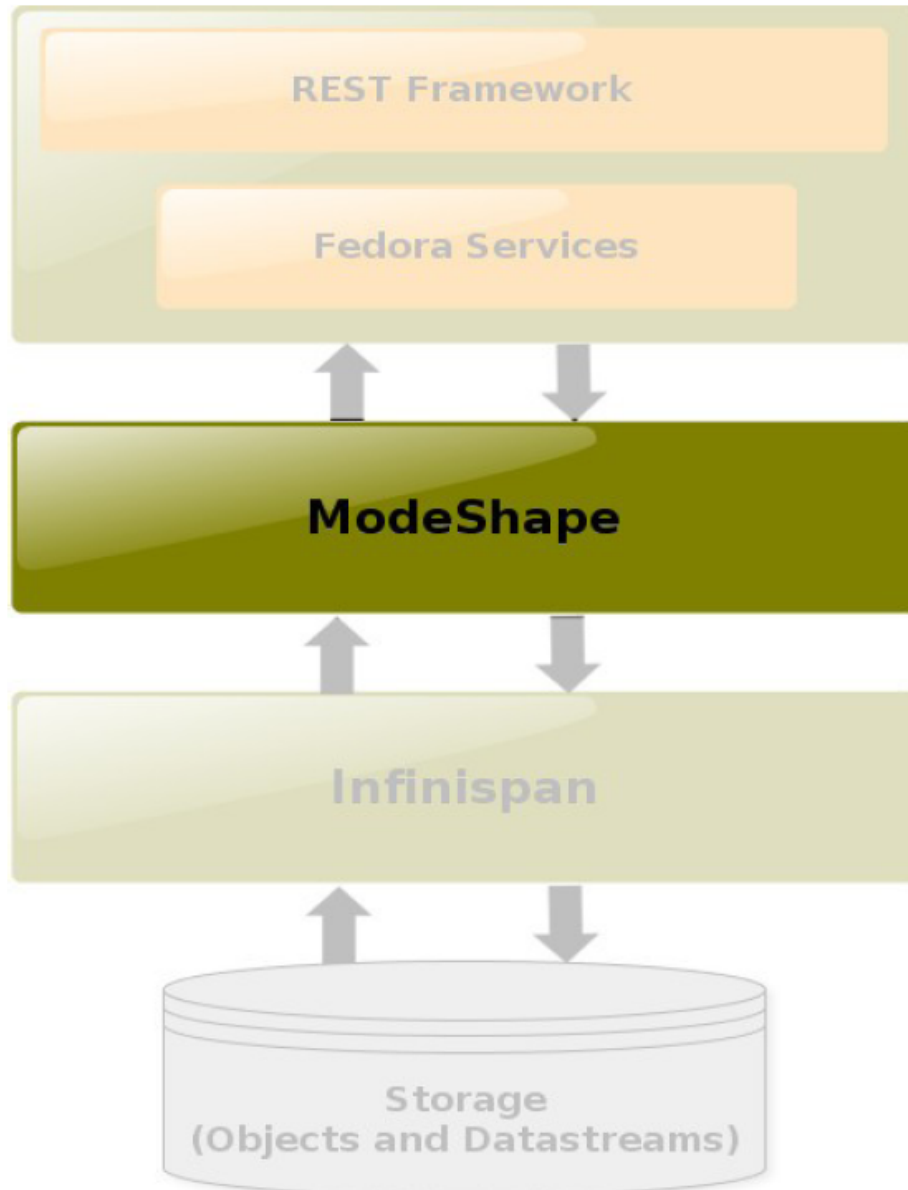 REST Framework
Fedora Services
ModeShape
Infinispan
Storage
(Objects and Datastreams)